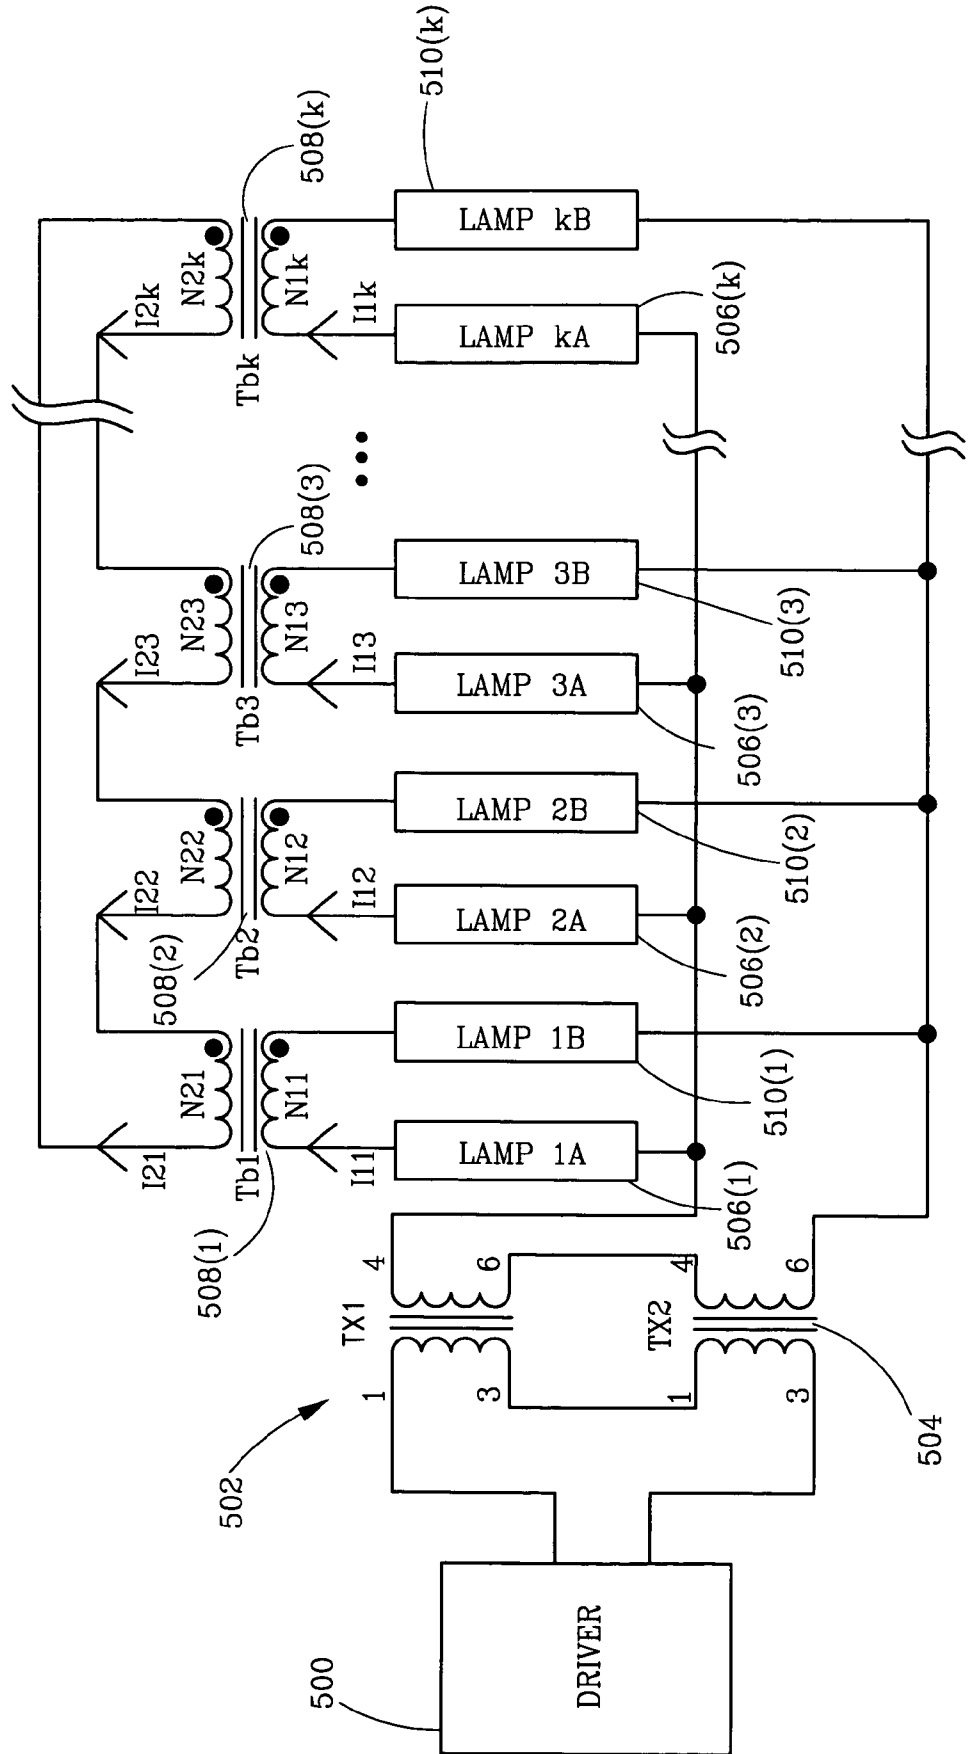 500
DRIVER
502
504
TX1
1
3
4
6
TX2
1
3
4
6
I21
I22
I23
I2k
N21
N22
N23
N2k
Tb1
Tb2
Tb3
Tbk
508(1)
508(2)
508(3)
508(k)
N11
N12
N13
N1k
I11
I12
I13
I1k
LAMP 1A
LAMP 1B
LAMP 2A
LAMP 2B
LAMP 3A
LAMP 3B
LAMP kA
LAMP kB
506(1)
510(1)
506(2)
510(2)
506(3)
510(3)
506(k)
510(k)